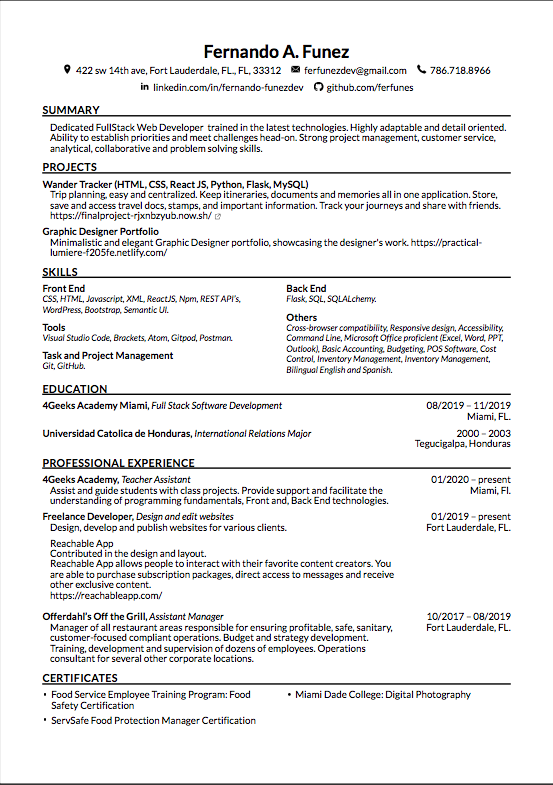 Fernando A. Funez
422 sw 14th ave, Fort Lauderdale, FL., FL, 33312 ferfunezdev@gmail.com 786.718.8966
linkedin.com/in/fernando-funezdev github.com/ferfunes
SUMMARY
Dedicated FullStack Web Developer trained in the latest technologies. Highly adaptable and detail oriented.
Ability to establish priorities and meet challenges head-on. Strong project management, customer service,
analytical, collaborative and problem solving skills.
PROJECTS
Wander Tracker (HTML, CSS, React JS, Python, Flask, MySQL)
Trip planning, easy and centralized. Keep itineraries, documents and memories all in one application. Store,
save and access travel docs, stamps, and important information. Track your journeys and share with friends.
https://finalproject-rjxnbzyub.now.sh/
Graphic Designer Portfolio
Minimalistic and elegant Graphic Designer portfolio, showcasing the designer's work. https://practical-
lumiere-f205fe.netlify.com/
SKILLS
Front End
CSS, HTML, Javascript, XML, ReactJS, Npm, REST API's,
WordPress, Bootstrap, Semantic UI.
Tools
Visual Studio Code, Brackets, Atom, Gitpod, Postman.
Task and Project Management
Git, GitHub.
Back End
Flask, SQL, SQLALchemy.
Others
Cross-browser compatibility, Responsive design, Accessibility,
Command Line, Microsoft Office proficient (Excel, Word, PPT,
Outlook), Basic Accounting, Budgeting, POS Software, Cost
Control, Inventory Management, Inventory Management,
Bilingual English and Spanish.
EDUCATION
4Geeks Academy Miami, Full Stack Software Development 08/2019 – 11/2019
Miami, FL.
Universidad Catolica de Honduras, International Relations Major 2000 – 2003
Tegucigalpa, Honduras
PROFESSIONAL EXPERIENCE
4Geeks Academy, Teacher Assistant 01/2020 – present
Assist and guide students with class projects. Provide support and facilitate the Miami, Fl.
understanding of programming fundamentals, Front and, Back End technologies.
Freelance Developer, Design and edit websites 01/2019 – present
Design, develop and publish websites for various clients. Fort Lauderdale, FL.
Reachable App
Contributed in the design and layout.
Reachable App allows people to interact with their favorite content creators. You
are able to purchase subscription packages, direct access to messages and receive
other exclusive content.
https://reachableapp.com/
Offerdahl's Off the Grill, Assistant Manager 10/2017 – 08/2019
Manager of all restaurant areas responsible for ensuring profitable, safe, sanitary, Fort Lauderdale, FL.
customer-focused compliant operations. Budget and strategy development.
Training, development and supervision of dozens of employees. Operations
consultant for several other corporate locations.
CERTIFICATES
• Food Service Employee Training Program: Food
Safety Certification
• ServSafe Food Protection Manager Certification
• Miami Dade College: Digital Photography